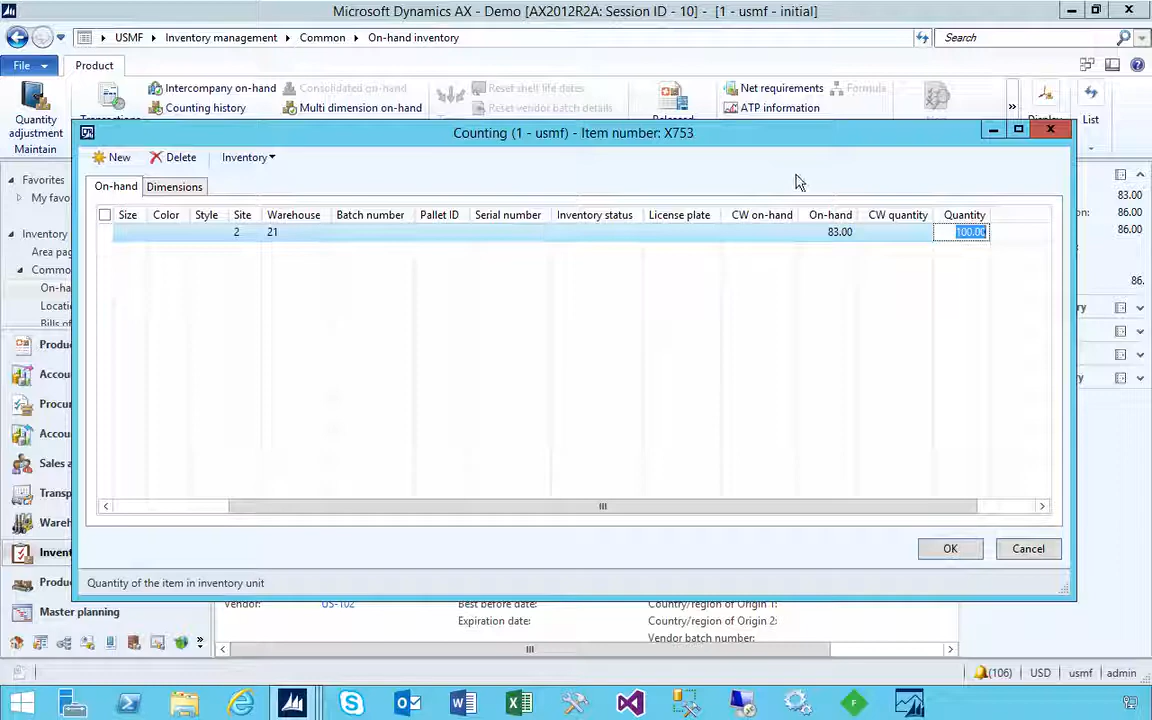 Microsoft Dynamics AX - Demo [AX2012R2A: Session ID - 10] - [1 - usmf - initial]
USMF Inventory management Common On-hand inventory Search
File Product
Intercompany on-hand Consolidated on-hand Reset shelf life dates Net requirements Formula
Counting history Multi dimension on-hand Reset vendor batch details ATP information
Quantity adjustment
Maintain
List
Counting (1 - usmf) - Item number: X753
New Delete Inventory
On-hand Dimensions
Size Color Style Site Warehouse Batch number Pallet ID Serial number Inventory status License plate CW on-hand On-hand CW quantity Quantity
2 21 83.00 100.00
OK Cancel
Quantity of the item in inventory unit
Favorites
My favo
Inventory
Area pag
Commo
On-ha
Locati
Bills of
Produ
Accou
Procur
Accou
Sales a
Transp
Wareh
Invent
Produ
Master planning
83.00
on: 86.00
86.00
86.
ry
y
Vendor: US-102 Best before date: Country/region of Origin 1:
Expiration date: Country/region of Origin 2:
Vendor batch number:
(106) USD usmf admin